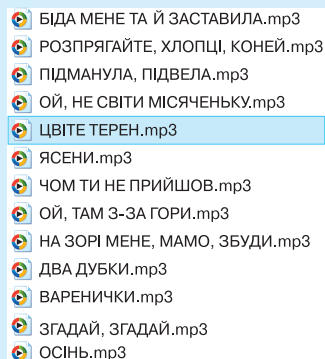 БІДА МЕНЕ ТА Й ЗАСТАВИЛА.mp3
РОЗПРЯГАЙТЕ, ХЛОПЦІ, КОНЕЙ.mp3
ПІДМАНУЛА, ПІДВЕЛА.mp3
ОЙ, НЕ СВІТИ МІСЯЧЕНЬКУ.mp3
ЦВІТЕ ТЕРЕН.mp3
ЯСЕНИ.mp3
ЧОМ ТИ НЕ ПРИЙШОВ.mp3
ОЙ, ТАМ З-ЗА ГОРИ.mp3
НА ЗОРІ МЕНЕ, МАМО, ЗБУДИ.mp3
ДВА ДУБКИ.mp3
ВАРЕНИЧКИ.mp3
ЗГАДАЙ, ЗГАДАЙ.mp3
ОСІНЬ.mp3